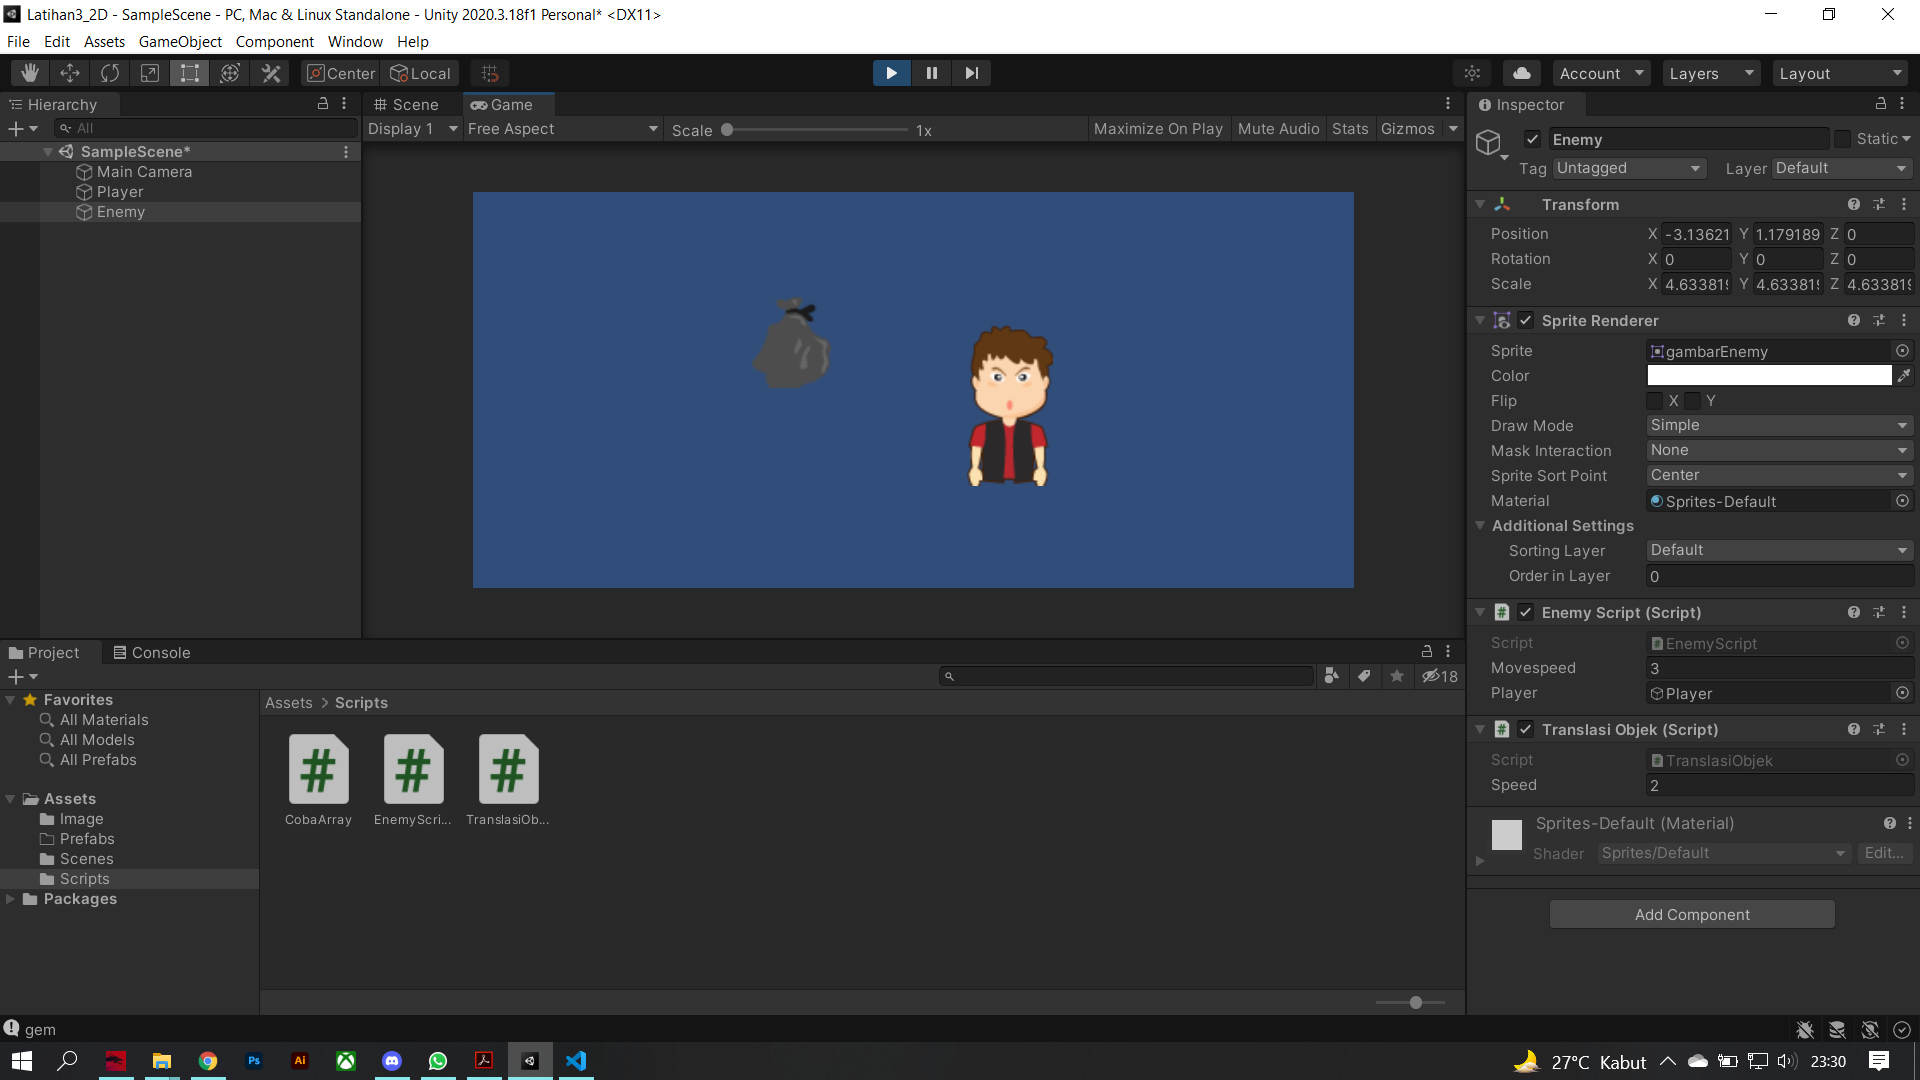 Latihan3_2D - SampleScene - PC, Mac & Linux Standalone - Unity 2020.3.18f1 Personal* <DX11>
File Edit Assets GameObject Component Window Help
Center Local Account Layers Layout
Hierarchy
All
SampleScene*
Main Camera
Player
Enemy
Scene Game
Display 1 Free Aspect Scale 1x Maximize On Play Mute Audio Stats Gizmos
Inspector
Enemy Static
Tag Untagged Layer Default
Transform
Position X -3.13621 Y 1.179189 Z 0
Rotation X 0 Y 0 Z 0
Scale X 4.633819 Y 4.633819 Z 4.633819
Sprite Renderer
Sprite gambarEnemy
Color
Flip X Y
Draw Mode Simple
Mask Interaction None
Sprite Sort Point Center
Material Sprites-Default
Additional Settings
Sorting Layer Default
Order in Layer 0
Enemy Script (Script)
Script EnemyScript
Movespeed 3
Player Player
Translasi Objek (Script)
Script TranslasiObjek
Speed 2
Sprites-Default (Material)
Shader Sprites/Default Edit...
Add Component
Project Console
18
Favorites
All Materials
All Models
All Prefabs
Assets
Image
Prefabs
Scenes
Scripts
Packages
Assets > Scripts
CobaArray EnemyScri... TranslasiOb...
gem
Ps Ai 27°C Kabut 23:30